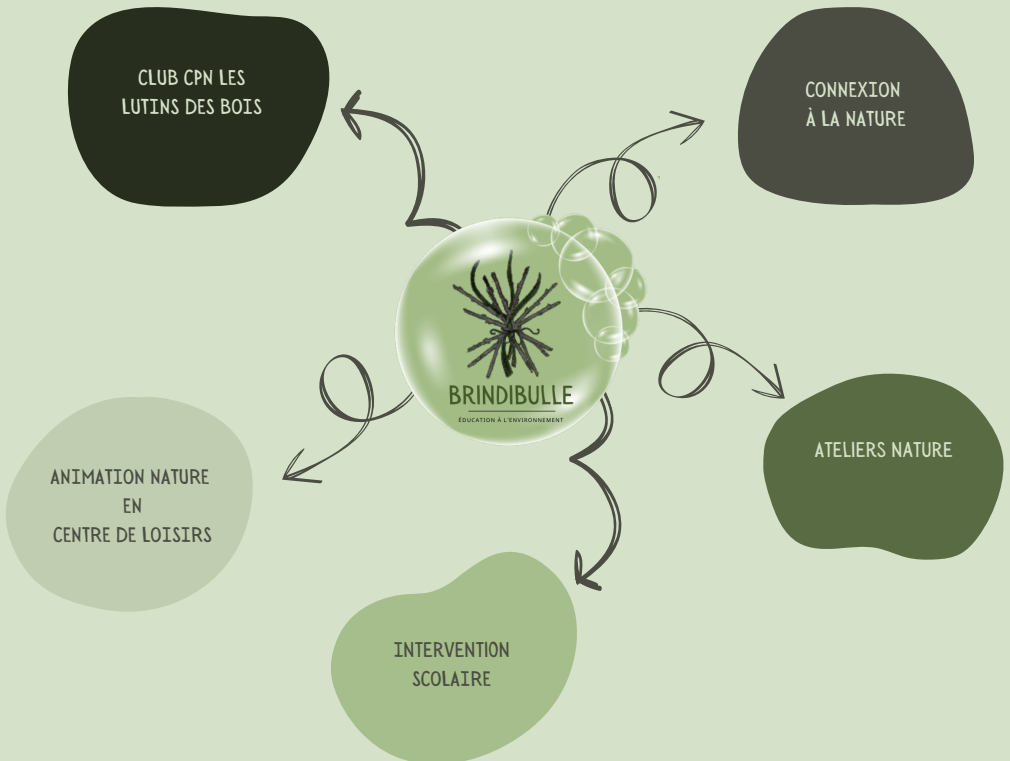 CLUB CPN LES
LUTINS DES BOIS
CONNEXION
À LA NATURE
BRINDIBULLE
ÉDUCATION À L'ENVIRONNEMENT
ATELIERS NATURE
ANIMATION NATURE
EN
CENTRE DE LOISIRS
INTERVENTION
SCOLAIRE